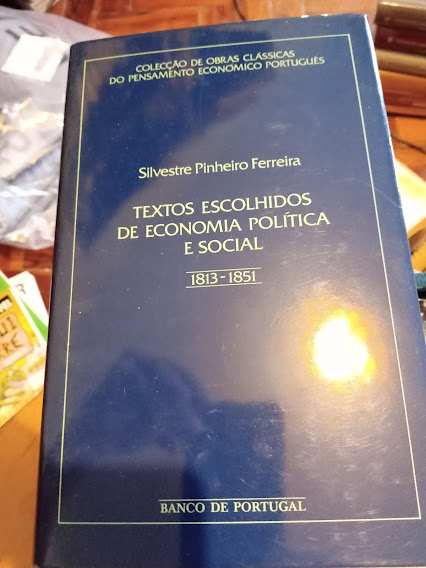 COLECÇÃO DE OBRAS CLÁSSICAS
DO PENSAMENTO ECONÓMICO PORTUGUÊS
Silvestre Pinheiro Ferreira
TEXTOS ESCOLHIDOS
DE ECONOMIA POLÍTICA
E SOCIAL
1813-1851
BANCO DE PORTUGAL